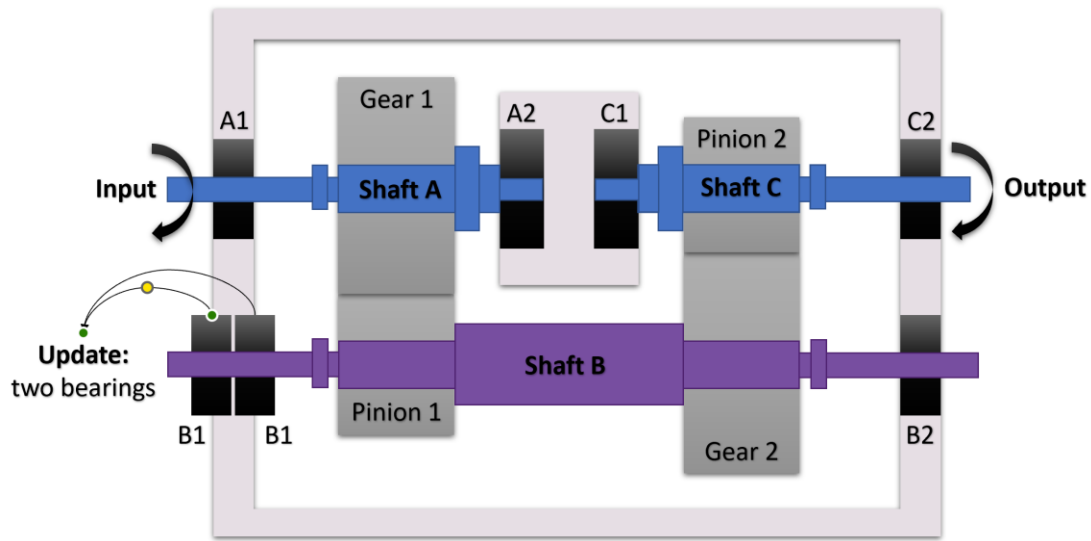 Gear 1
A1
A2
C1
C2
Pinion 2
Input
Shaft A
Shaft C
Output
Update:
two bearings
Shaft B
Pinion 1
B1
B1
Gear 2
B2